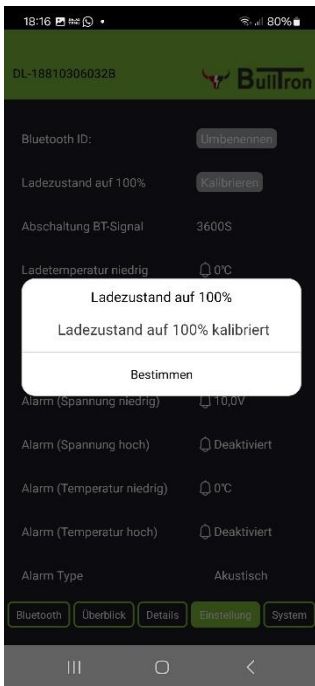 18:16 80%
DL-18810306032B BullTron
Bluetooth ID: Umbenennen
Ladezustand auf 100% Kalibrieren
Abschaltung BT-Signal 3600S
Ladetemperatur niedrig 0℃
Ladezustand auf 100%
Ladezustand auf 100% kalibriert
Bestimmen
Alarm (Spannung niedrig) 10,0V
Alarm (Spannung hoch) Deaktiviert
Alarm (Temperatur niedrig) 0℃
Alarm (Temperatur hoch) Deaktiviert
Alarm Type Akustisch
Bluetooth Überblick Details Einstellung System